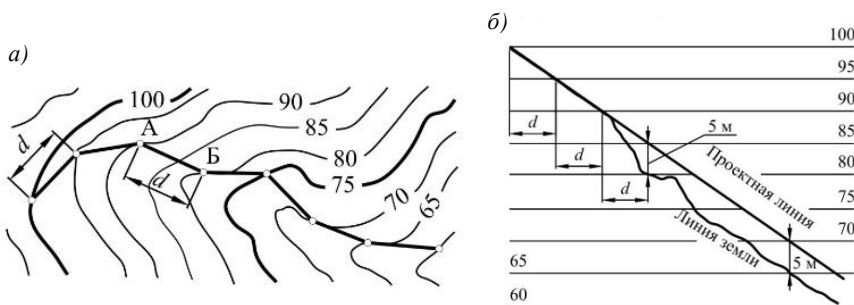 а)
100
90
А
85
d
Б
80
d
75
70
65
б)
100
95
90
d
5 м
85
d
80
d
Проектная линия
75
Линия земли
70
65
5 м
60